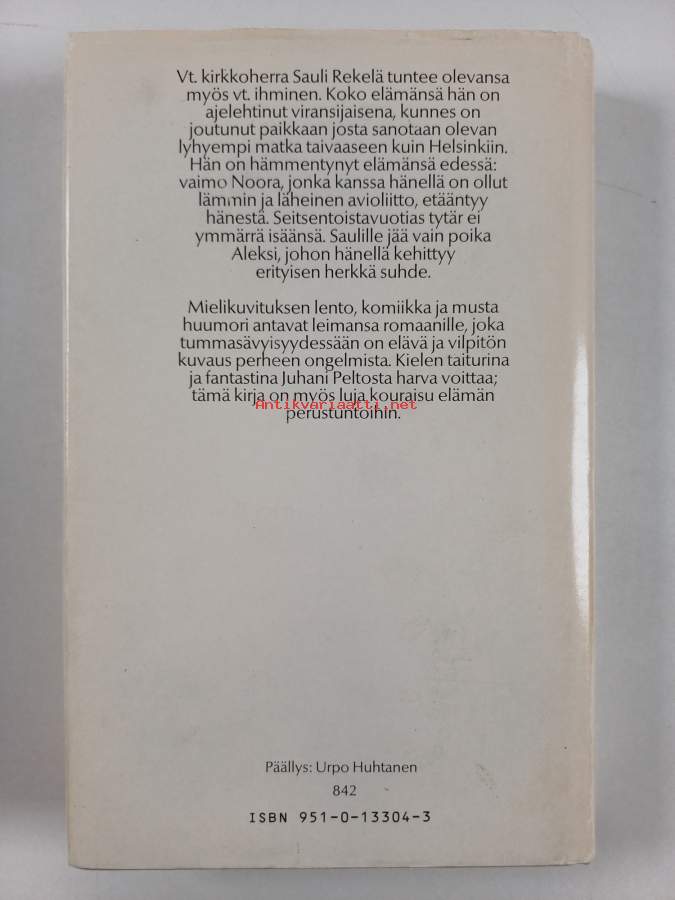 Vt. kirkkoherra Sauli Rekelä tuntee olevansa
myös vt. ihminen. Koko elämänsä hän on
ajelehtinut viransijaisena, kunnes on
joutunut paikkaan josta sanotaan olevan
lyhyempi matka taivaaseen kuin Helsinkiin.
Hän on hämmentynyt elämänsä edessä:
vaimo Noora, jonka kanssa hänellä on ollut
lämmin ja läheinen avioliitto, etääntyy
hänestä. Seitsentoistavuotias tytär ei
ymmärrä isäänsä. Saulille jää vain poika
Aleksi, johon hänellä kehittyy
erityisen herkkä suhde.
Mielikuvituksen lento, komiikka ja musta
huumori antavat leimansa romaanille, joka
tummasävyisyydessään on elävä ja vilpitön
kuvaus perheen ongelmista. Kielen taiturina
ja fantastina Juhani Peltosta harva voittaa;
tämä kirja on myös luja kouraisu elämän
Antikvariaatti.net
perustuntoihin.
Päällys: Urpo Huhtanen
842
ISBN 951-0-13304-3